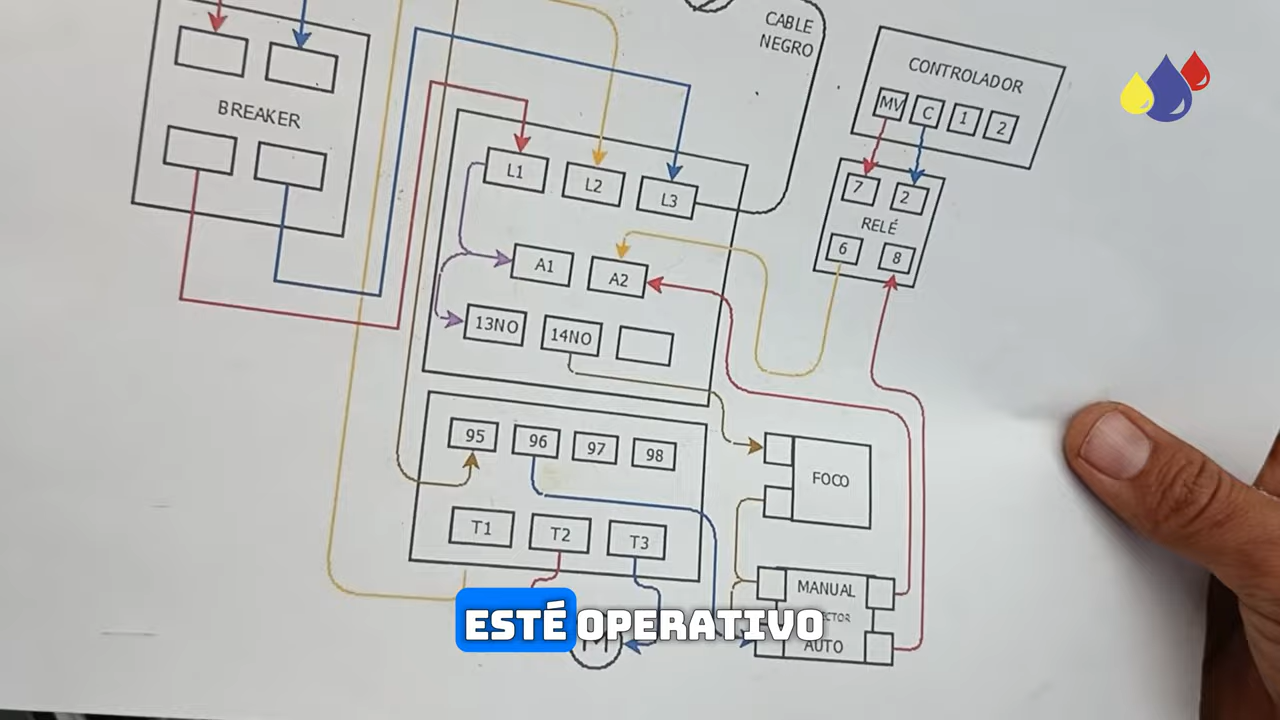 CABLE
NEGRO
CONTROLADOR
MV C 1 2
BREAKER
7 2
RELÉ
6 8
L1 L2 L3
A1 A2
13NO 14NO
95 96 97 98
FOCO
T1 T2 T3
MANUAL
AUTO
M
ESTÉ OPERATIVO